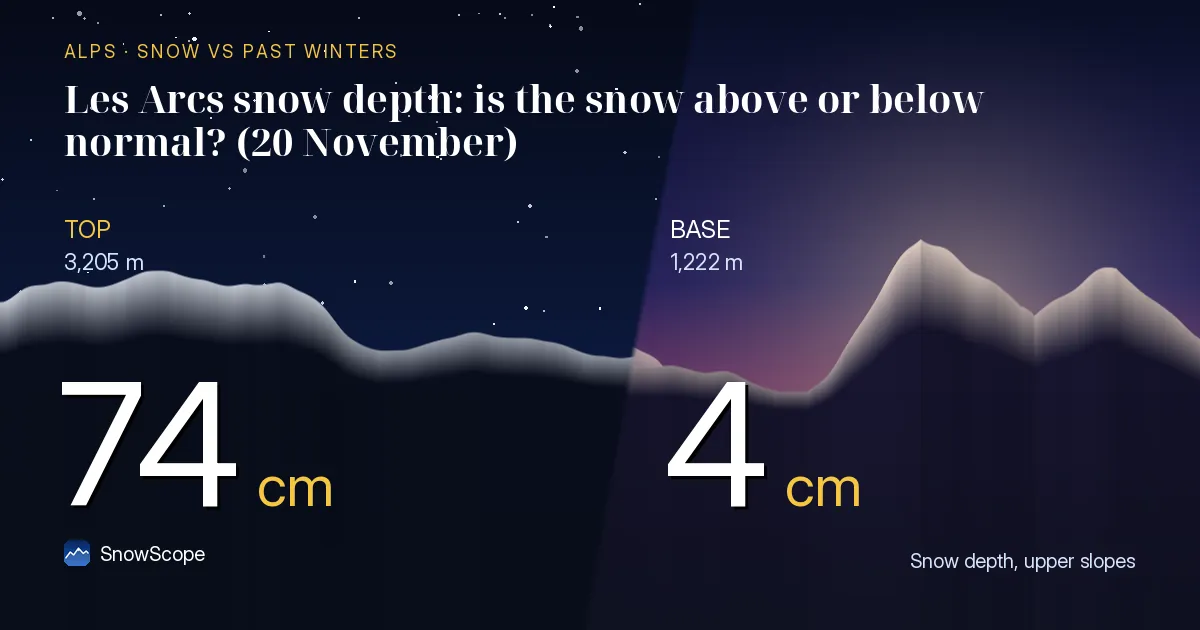 ALPS · SNOW VS PAST WINTERS
Les Arcs snow depth: is the snow above or below
normal? (20 November)
TOP
3,205 m
74 cm
BASE
1,222 m
4 cm
SnowScope
Snow depth, upper slopes